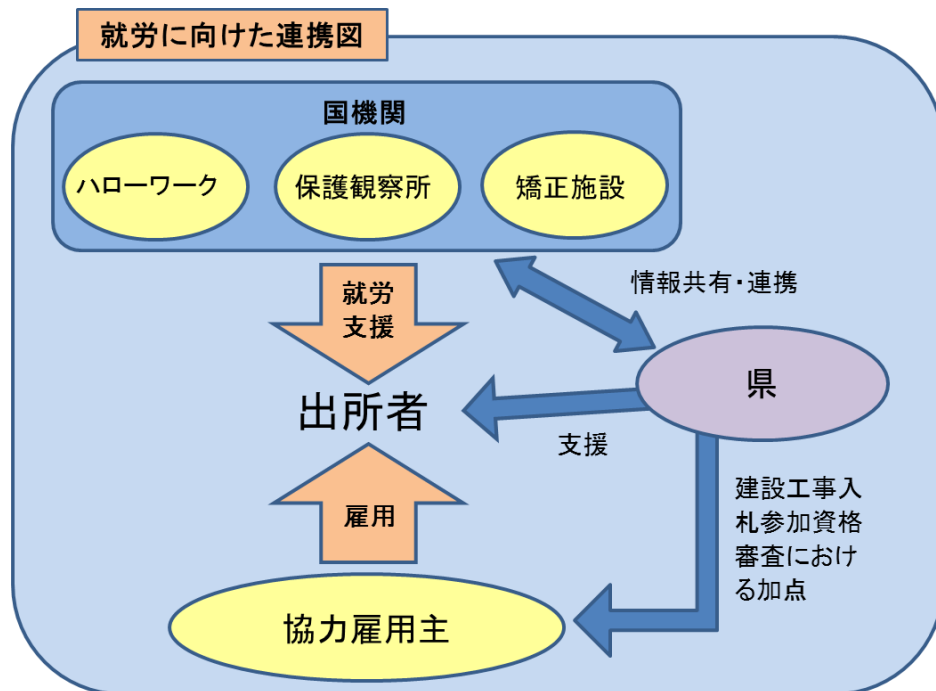 就労に向けた連携図
国機関
ハローワーク
保護観察所
矯正施設
就労
支援
情報共有・連携
県
出所者
支援
雇用
建設工事入
札参加資格
審査におけ
る加点
協力雇用主